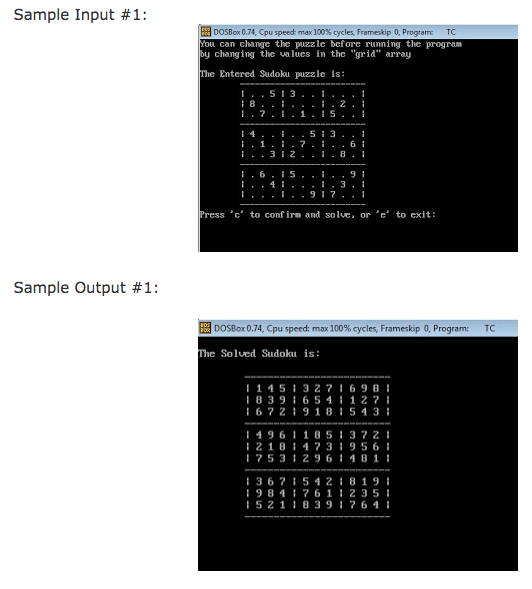 Sample Input #1:
DOSBox 0.74, Cpu speed: max 100% cycles, Frameskip 0, Program: TC
You can change the puzzle before running the program
by changing the values in the "grid" array
The Entered Sudoku puzzle is:
| . . 5 | 3 . . | . . . |
| 8 . . | . . . | . 2 . |
| . 7 . | . 1 . | 5 . . |
| 4 . . | . . 5 | 3 . . |
| . 1 . | . 7 . | . . 6 |
| . . 3 | 2 . . | . 8 . |
| . 6 . | 5 . . | . . 9 |
| . . 4 | . . . | . 3 . |
| . . . | . . 9 | 7 . . |
Press 'c' to confirm and solve, or 'e' to exit:
Sample Output #1:
DOSBox 0.74, Cpu speed: max 100% cycles, Frameskip 0, Program: TC
The Solved Sudoku is:
| 1 4 5 | 3 2 7 | 6 9 8 |
| 8 3 9 | 6 5 4 | 1 2 7 |
| 6 7 2 | 9 1 8 | 5 4 3 |
| 4 9 6 | 1 8 5 | 3 7 2 |
| 2 1 8 | 4 7 3 | 9 5 6 |
| 7 5 3 | 2 9 6 | 4 8 1 |
| 3 6 7 | 5 4 2 | 8 1 9 |
| 9 8 4 | 7 6 1 | 2 3 5 |
| 5 2 1 | 8 3 9 | 7 6 4 |